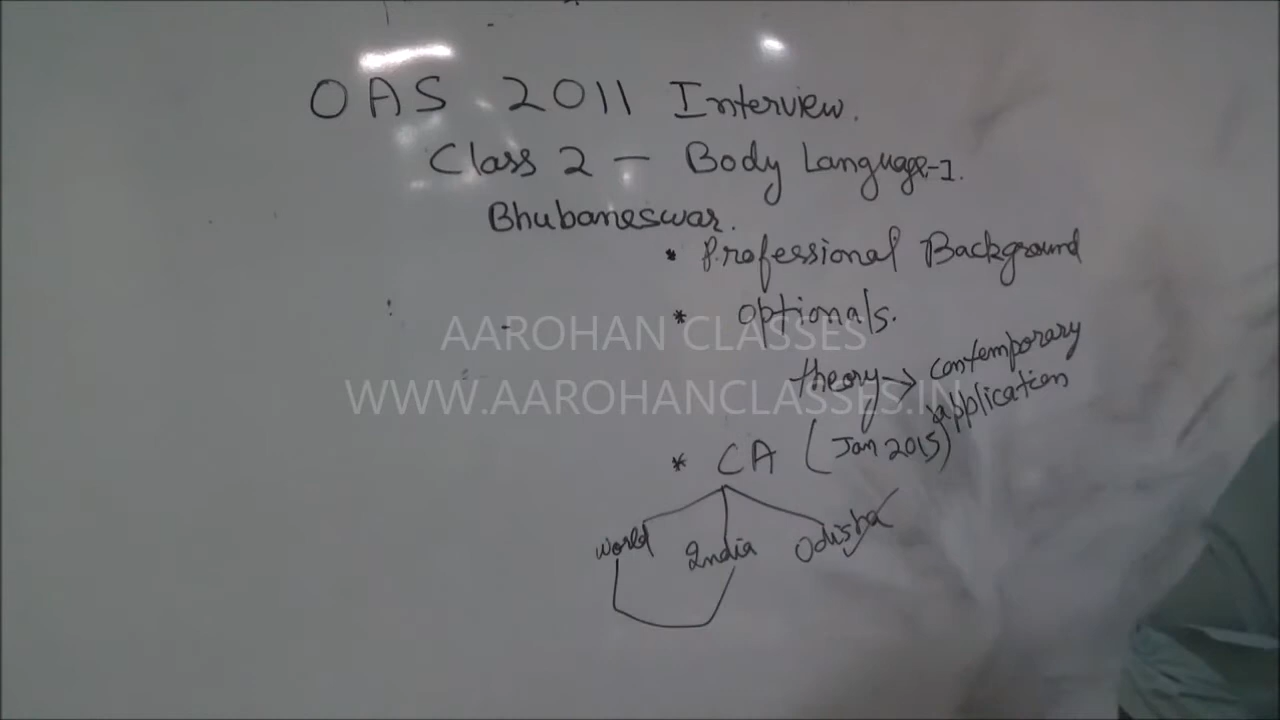 OAS 2011 Interview.
Class 2 - Body Language-1.
Bhubaneswar.
* Professional Background
* Optionals.
AAROHAN CLASSES
theory → contemporary
application
WWW.AAROHANCLASSES.IN
* CA (Jan 2015)
World India Odisha